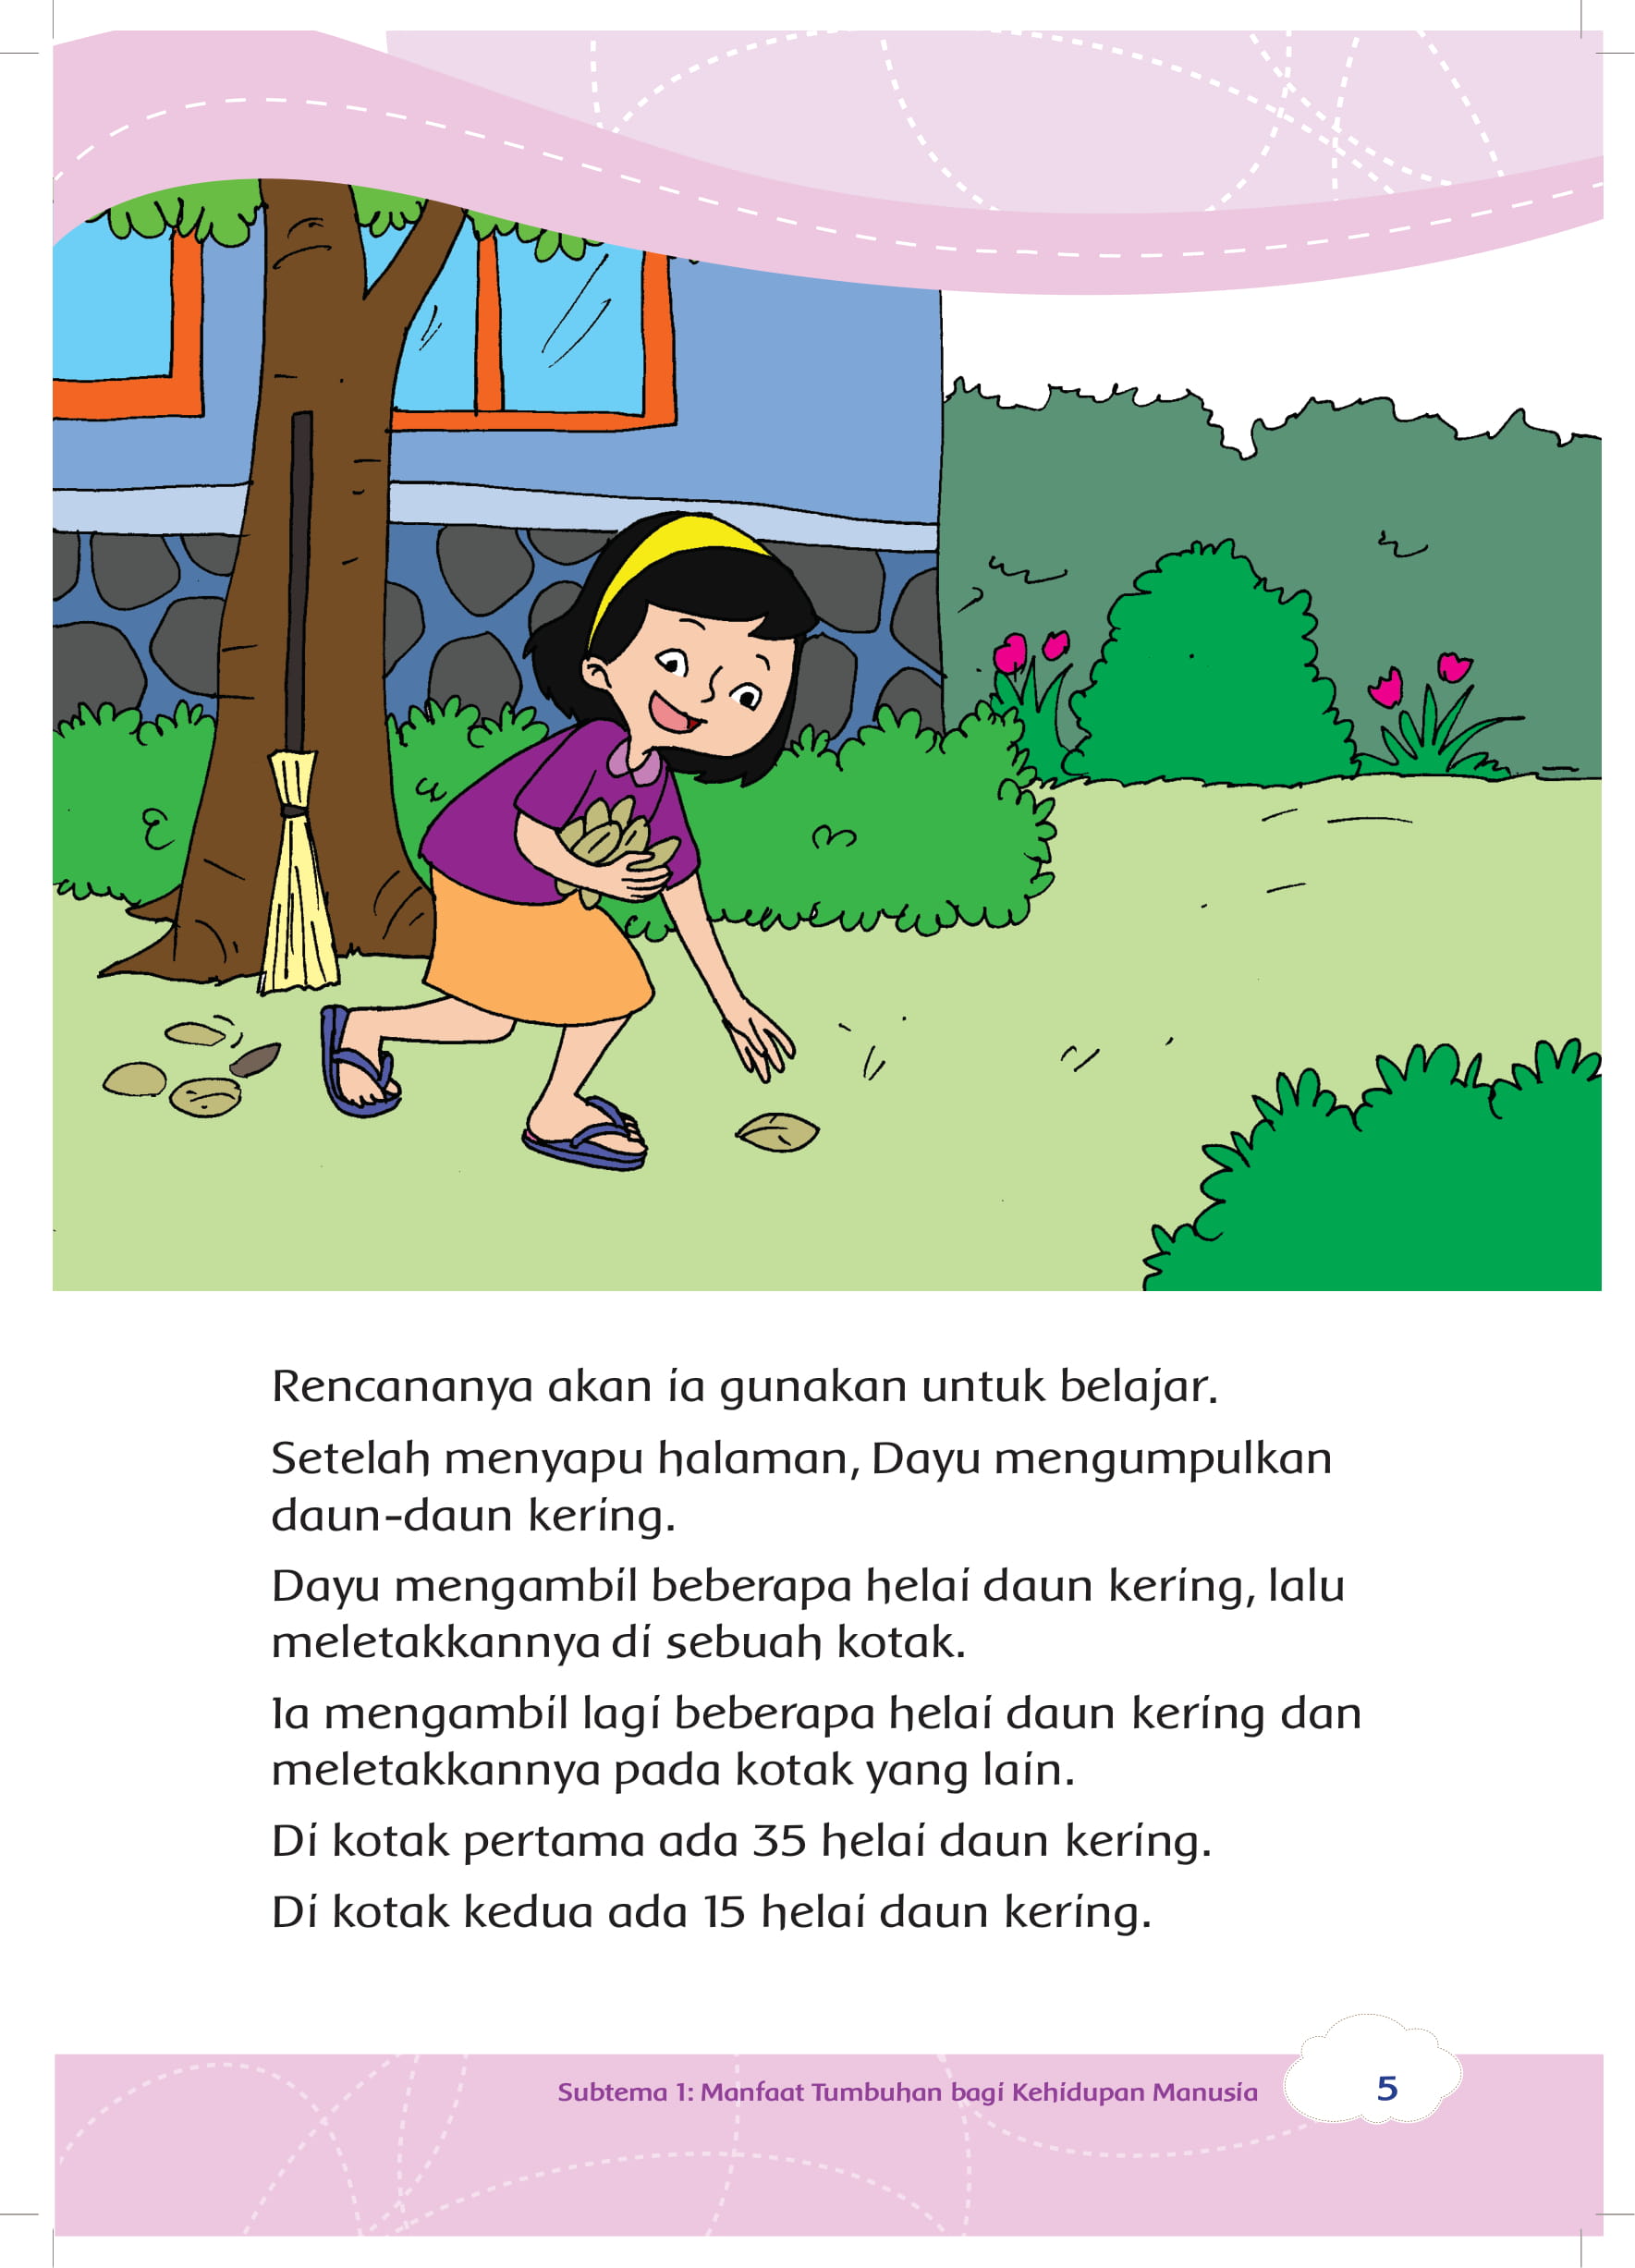 Rencananya akan ia gunakan untuk belajar.
Setelah menyapu halaman, Dayu mengumpulkan
daun-daun kering.
Dayu mengambil beberapa helai daun kering, lalu
meletakkannya di sebuah kotak.
Ia mengambil lagi beberapa helai daun kering dan
meletakkannya pada kotak yang lain.
Di kotak pertama ada 35 helai daun kering.
Di kotak kedua ada 15 helai daun kering.
Subtema 1: Manfaat Tumbuhan bagi Kehidupan Manusia
5